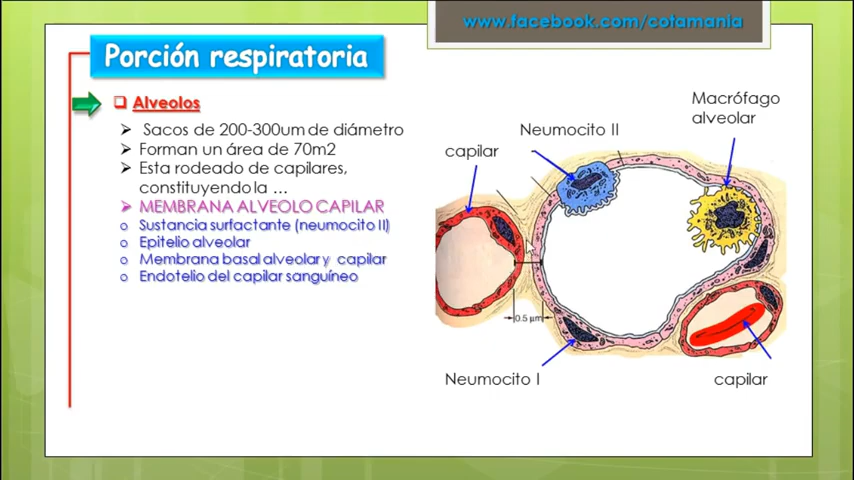 www.facebook.com/cotamania
Porción respiratoria
Alveolos
Sacos de 200-300um de diámetro
Forman un área de 70m2
Esta rodeado de capilares,
constituyendo la ...
MEMBRANA ALVEOLO CAPILAR
Sustancia surfactante (neumocito II)
Epitelio alveolar
Membrana basal alveolar y capilar
Endotelio del capilar sanguíneo
Macrófago
alveolar
Neumocito II
capilar
0.5 µm
Neumocito I
capilar